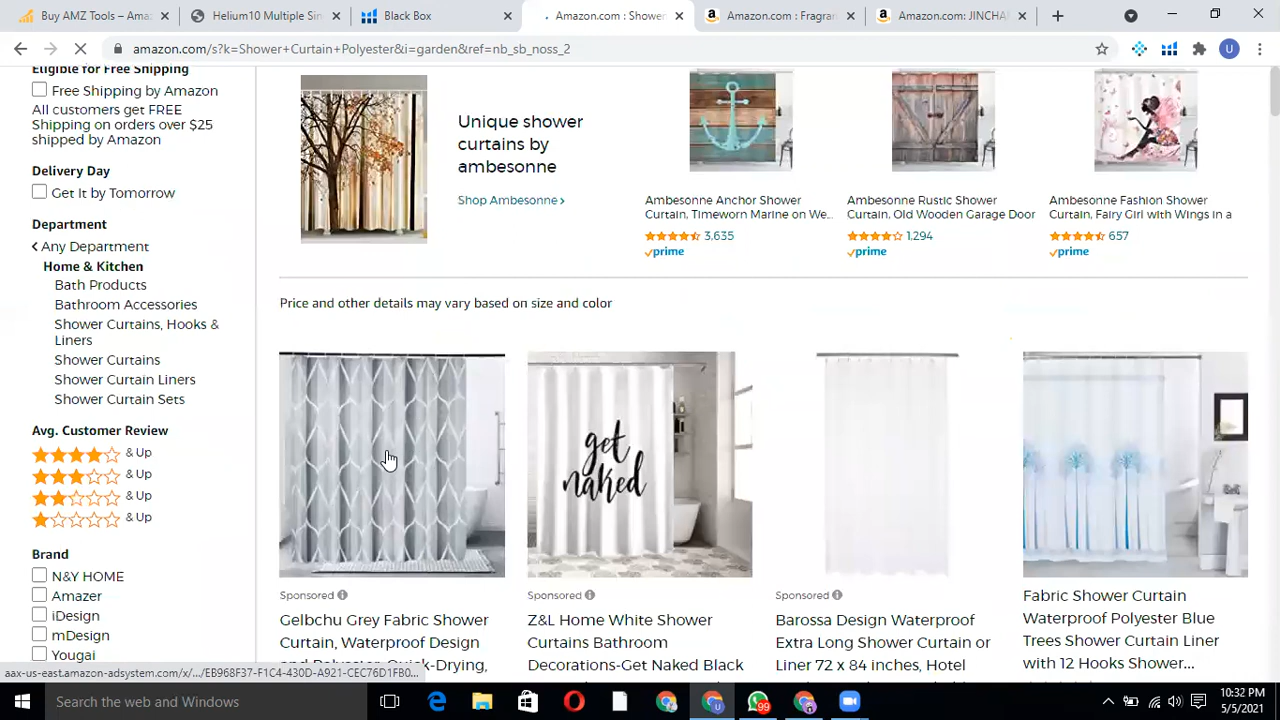 Buy AMZ Tools – Amaz
Helium10 Multiple Sin
Black Box
Amazon.com : Showe
Amazon.com : Fragran
Amazon.com: JINCHAN
amazon.com/s?k=Shower+Curtain+Polyester&i=garden&ref=nb_sb_noss_2
U
Eligible for Free Shipping
Free Shipping by Amazon
All customers get FREE
Shipping on orders over $25
shipped by Amazon
Delivery Day
Get It by Tomorrow
Department
Any Department
Home & Kitchen
Bath Products
Bathroom Accessories
Shower Curtains, Hooks &
Liners
Shower Curtains
Shower Curtain Liners
Shower Curtain Sets
Avg. Customer Review
& Up
& Up
& Up
& Up
Brand
N&Y HOME
Amazer
iDesign
mDesign
Yougai
Unique shower
curtains by
ambesonne
Shop Ambesonne
Ambesonne Anchor Shower
Curtain, Timeworn Marine on We...
3,635
prime
Ambesonne Rustic Shower
Curtain, Old Wooden Garage Door
1,294
prime
Ambesonne Fashion Shower
Curtain, Fairy Girl with Wings in a
657
prime
Price and other details may vary based on size and color
get
naked
Sponsored
Gelbchu Grey Fabric Shower
Curtain, Waterproof Design
and Polyester, Quick-Drying,
Sponsored
Z&L Home White Shower
Curtains Bathroom
Decorations-Get Naked Black
Sponsored
Barossa Design Waterproof
Extra Long Shower Curtain or
Liner 72 x 84 inches, Hotel
Fabric Shower Curtain
Waterproof Polyester Blue
Trees Shower Curtain Liner
with 12 Hooks Shower...
aax-us-east.amazon-adsystem.com/x/.../EB968F37-F1C4-430D-A921-CEC76D1FB0...
Search the web and Windows
99
10:32 PM
5/5/2021